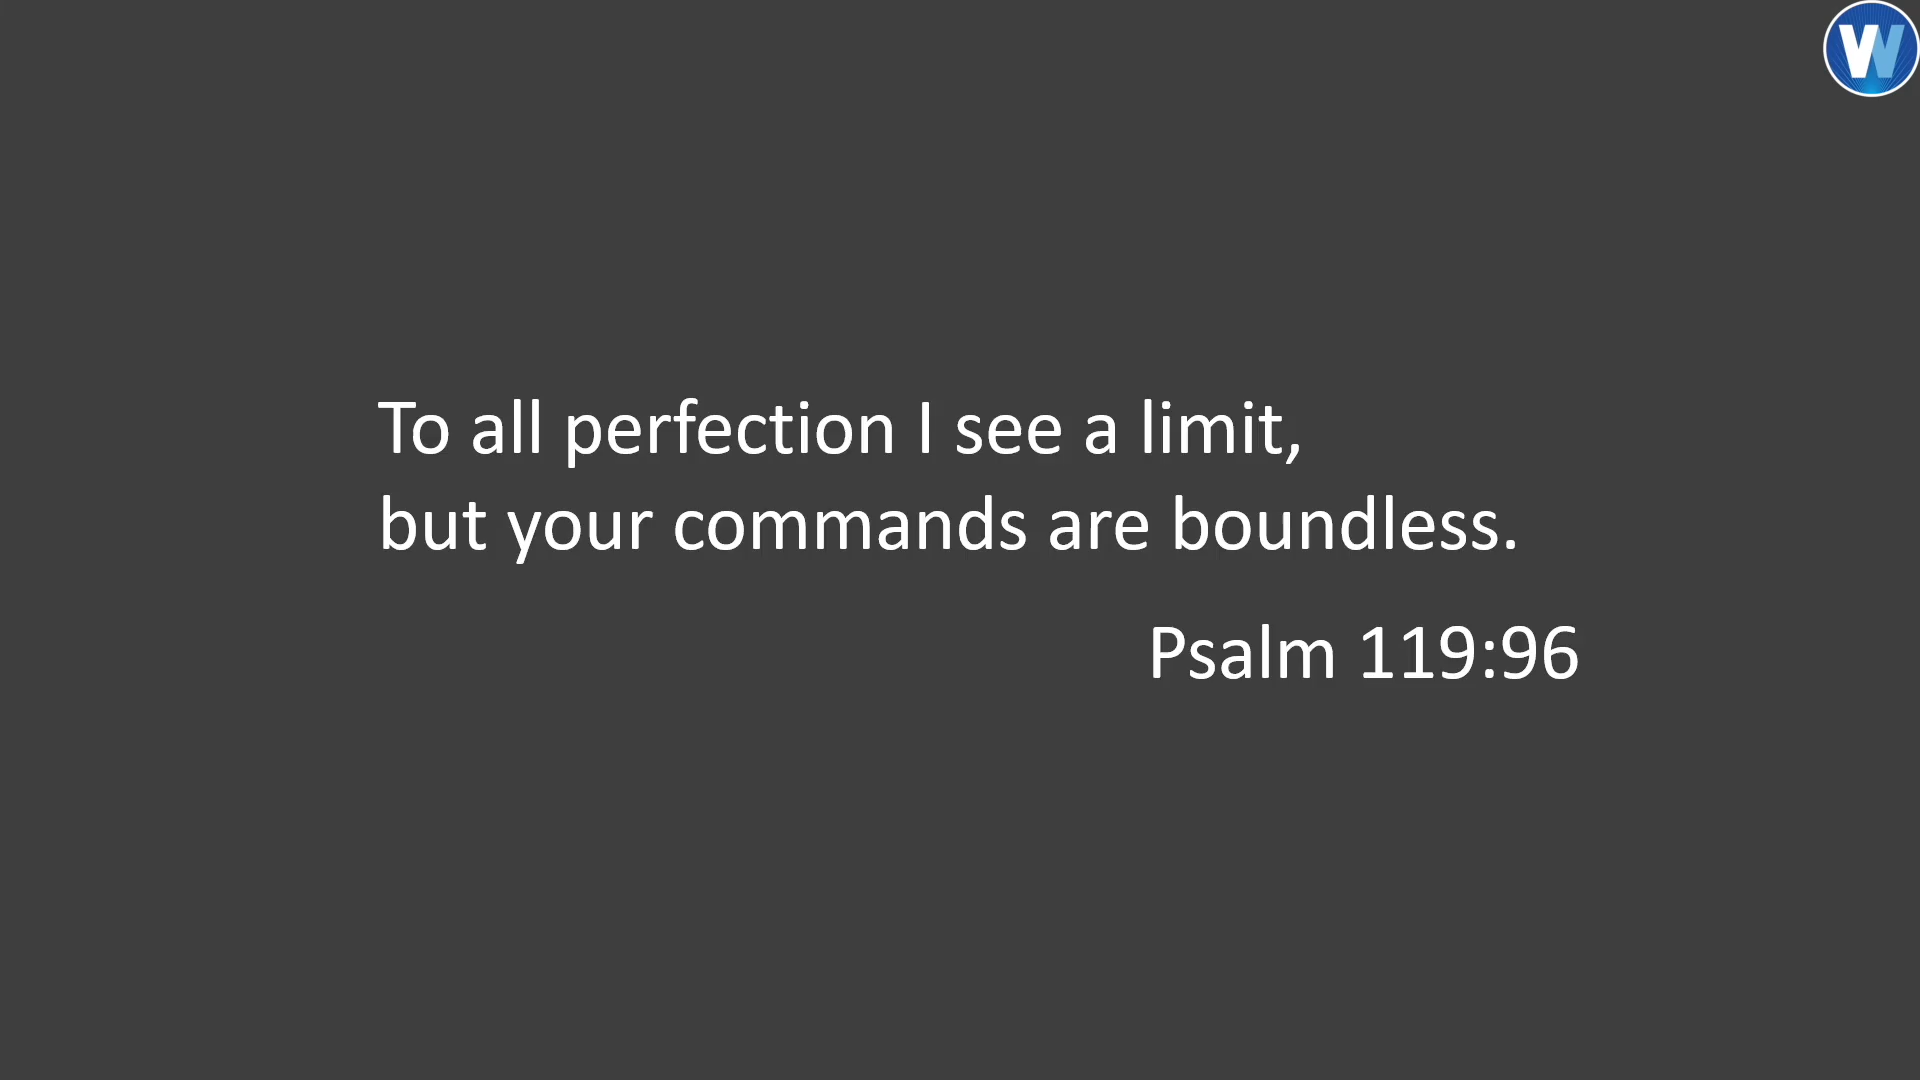 W
To all perfection I see a limit,
but your commands are boundless.
Psalm 119:96